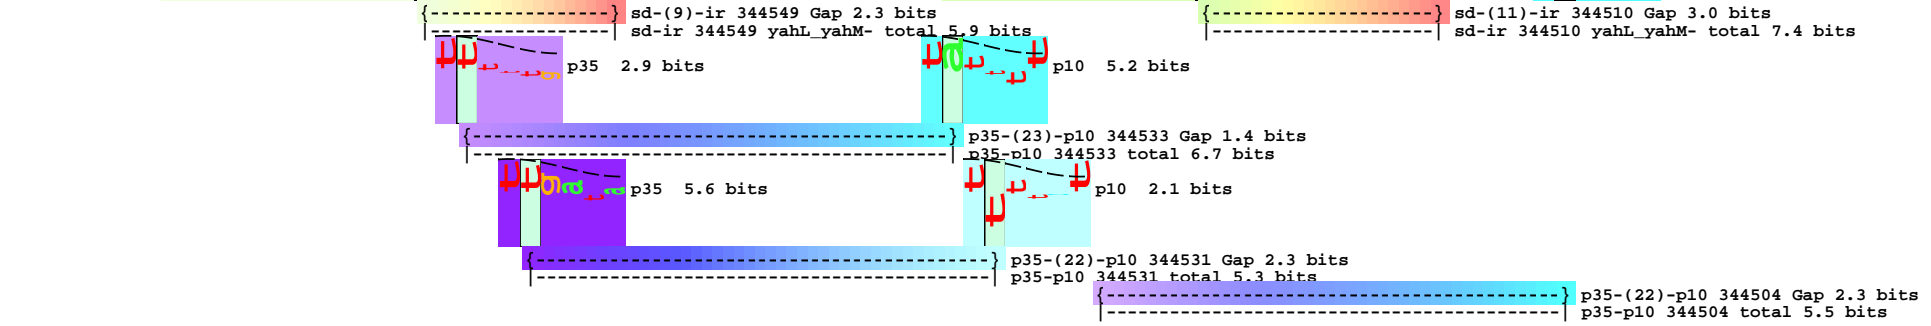 sd-(9)-ir 344549 Gap 2.3 bits
sd-(11)-ir 344510 Gap 3.0 bits
sd-ir 344549 yahL_yahM- total 5.9 bits
sd-ir 344510 yahL_yahM- total 7.4 bits
p35 2.9 bits
p10 5.2 bits
p35-(23)-p10 344533 Gap 1.4 bits
p35-p10 344533 total 6.7 bits
p35 5.6 bits
p10 2.1 bits
p35-(22)-p10 344531 Gap 2.3 bits
p35-p10 344531 total 5.3 bits
p35-(22)-p10 344504 Gap 2.3 bits
p35-p10 344504 total 5.5 bits